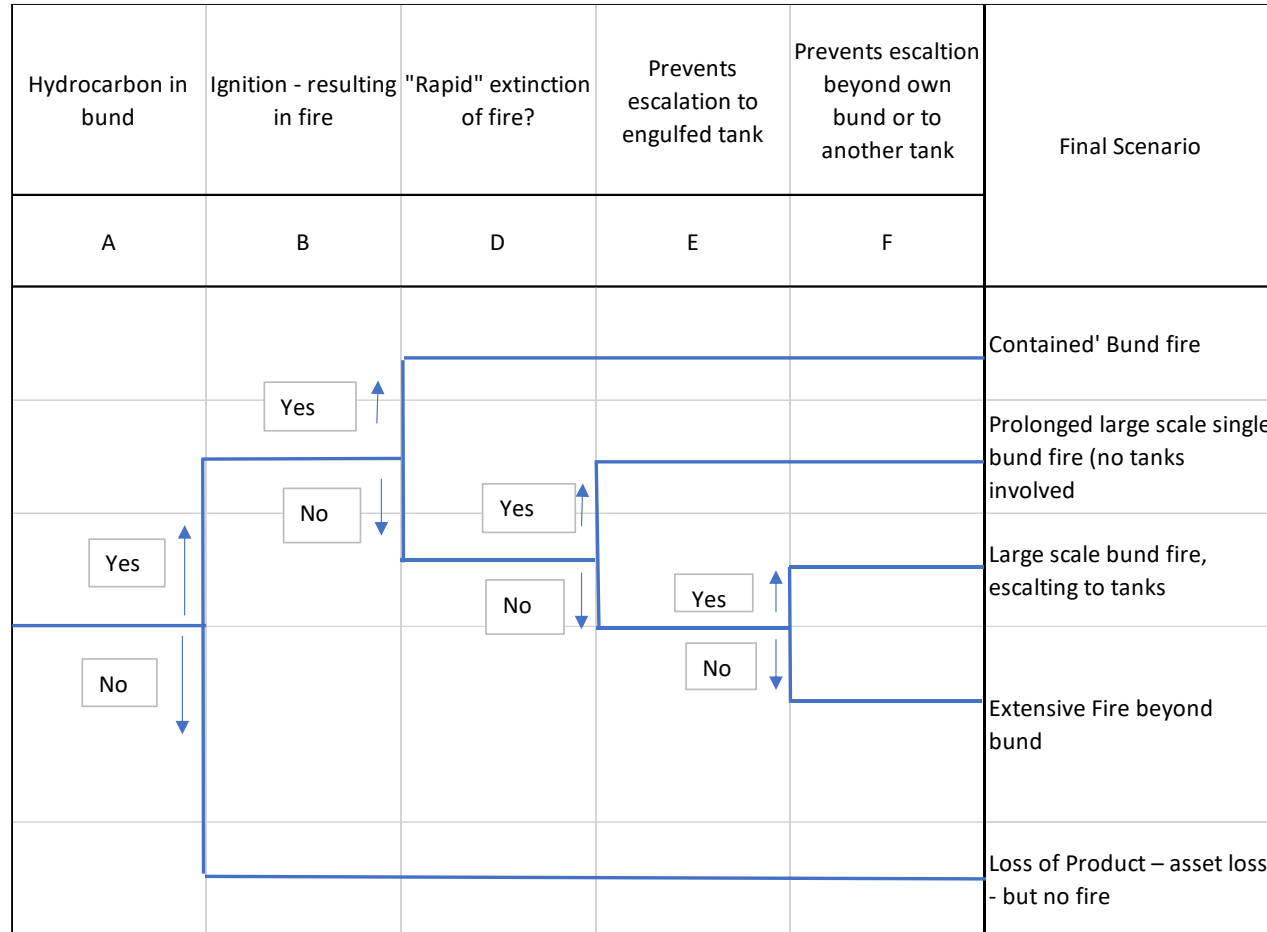 Hydrocarbon in
bund
Ignition - resulting
in fire
"Rapid" extinction
of fire?
Prevents
escalation to
engulfed tank
Prevents escaltion
beyond own
bund or to
another tank
Final Scenario
A
B
D
E
F
Contained' Bund fire
Yes
Prolonged large scale single
bund fire (no tanks
involved
No
Yes
Yes
Large scale bund fire,
escalting to tanks
No
Yes
No
No
Extensive Fire beyond
bund
Loss of Product – asset loss
- but no fire